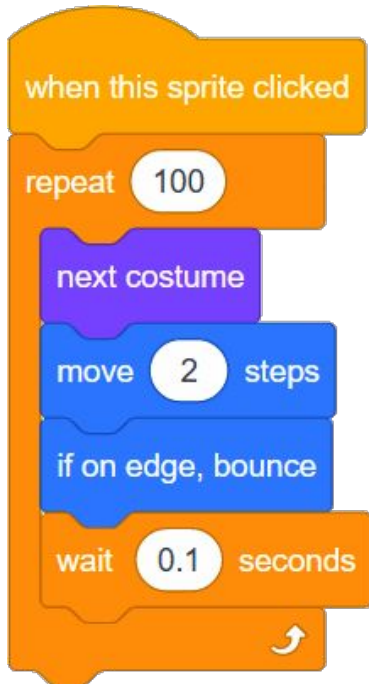 when this sprite clicked
repeat 100
next costume
move 2 steps
if on edge, bounce
wait 0.1 seconds